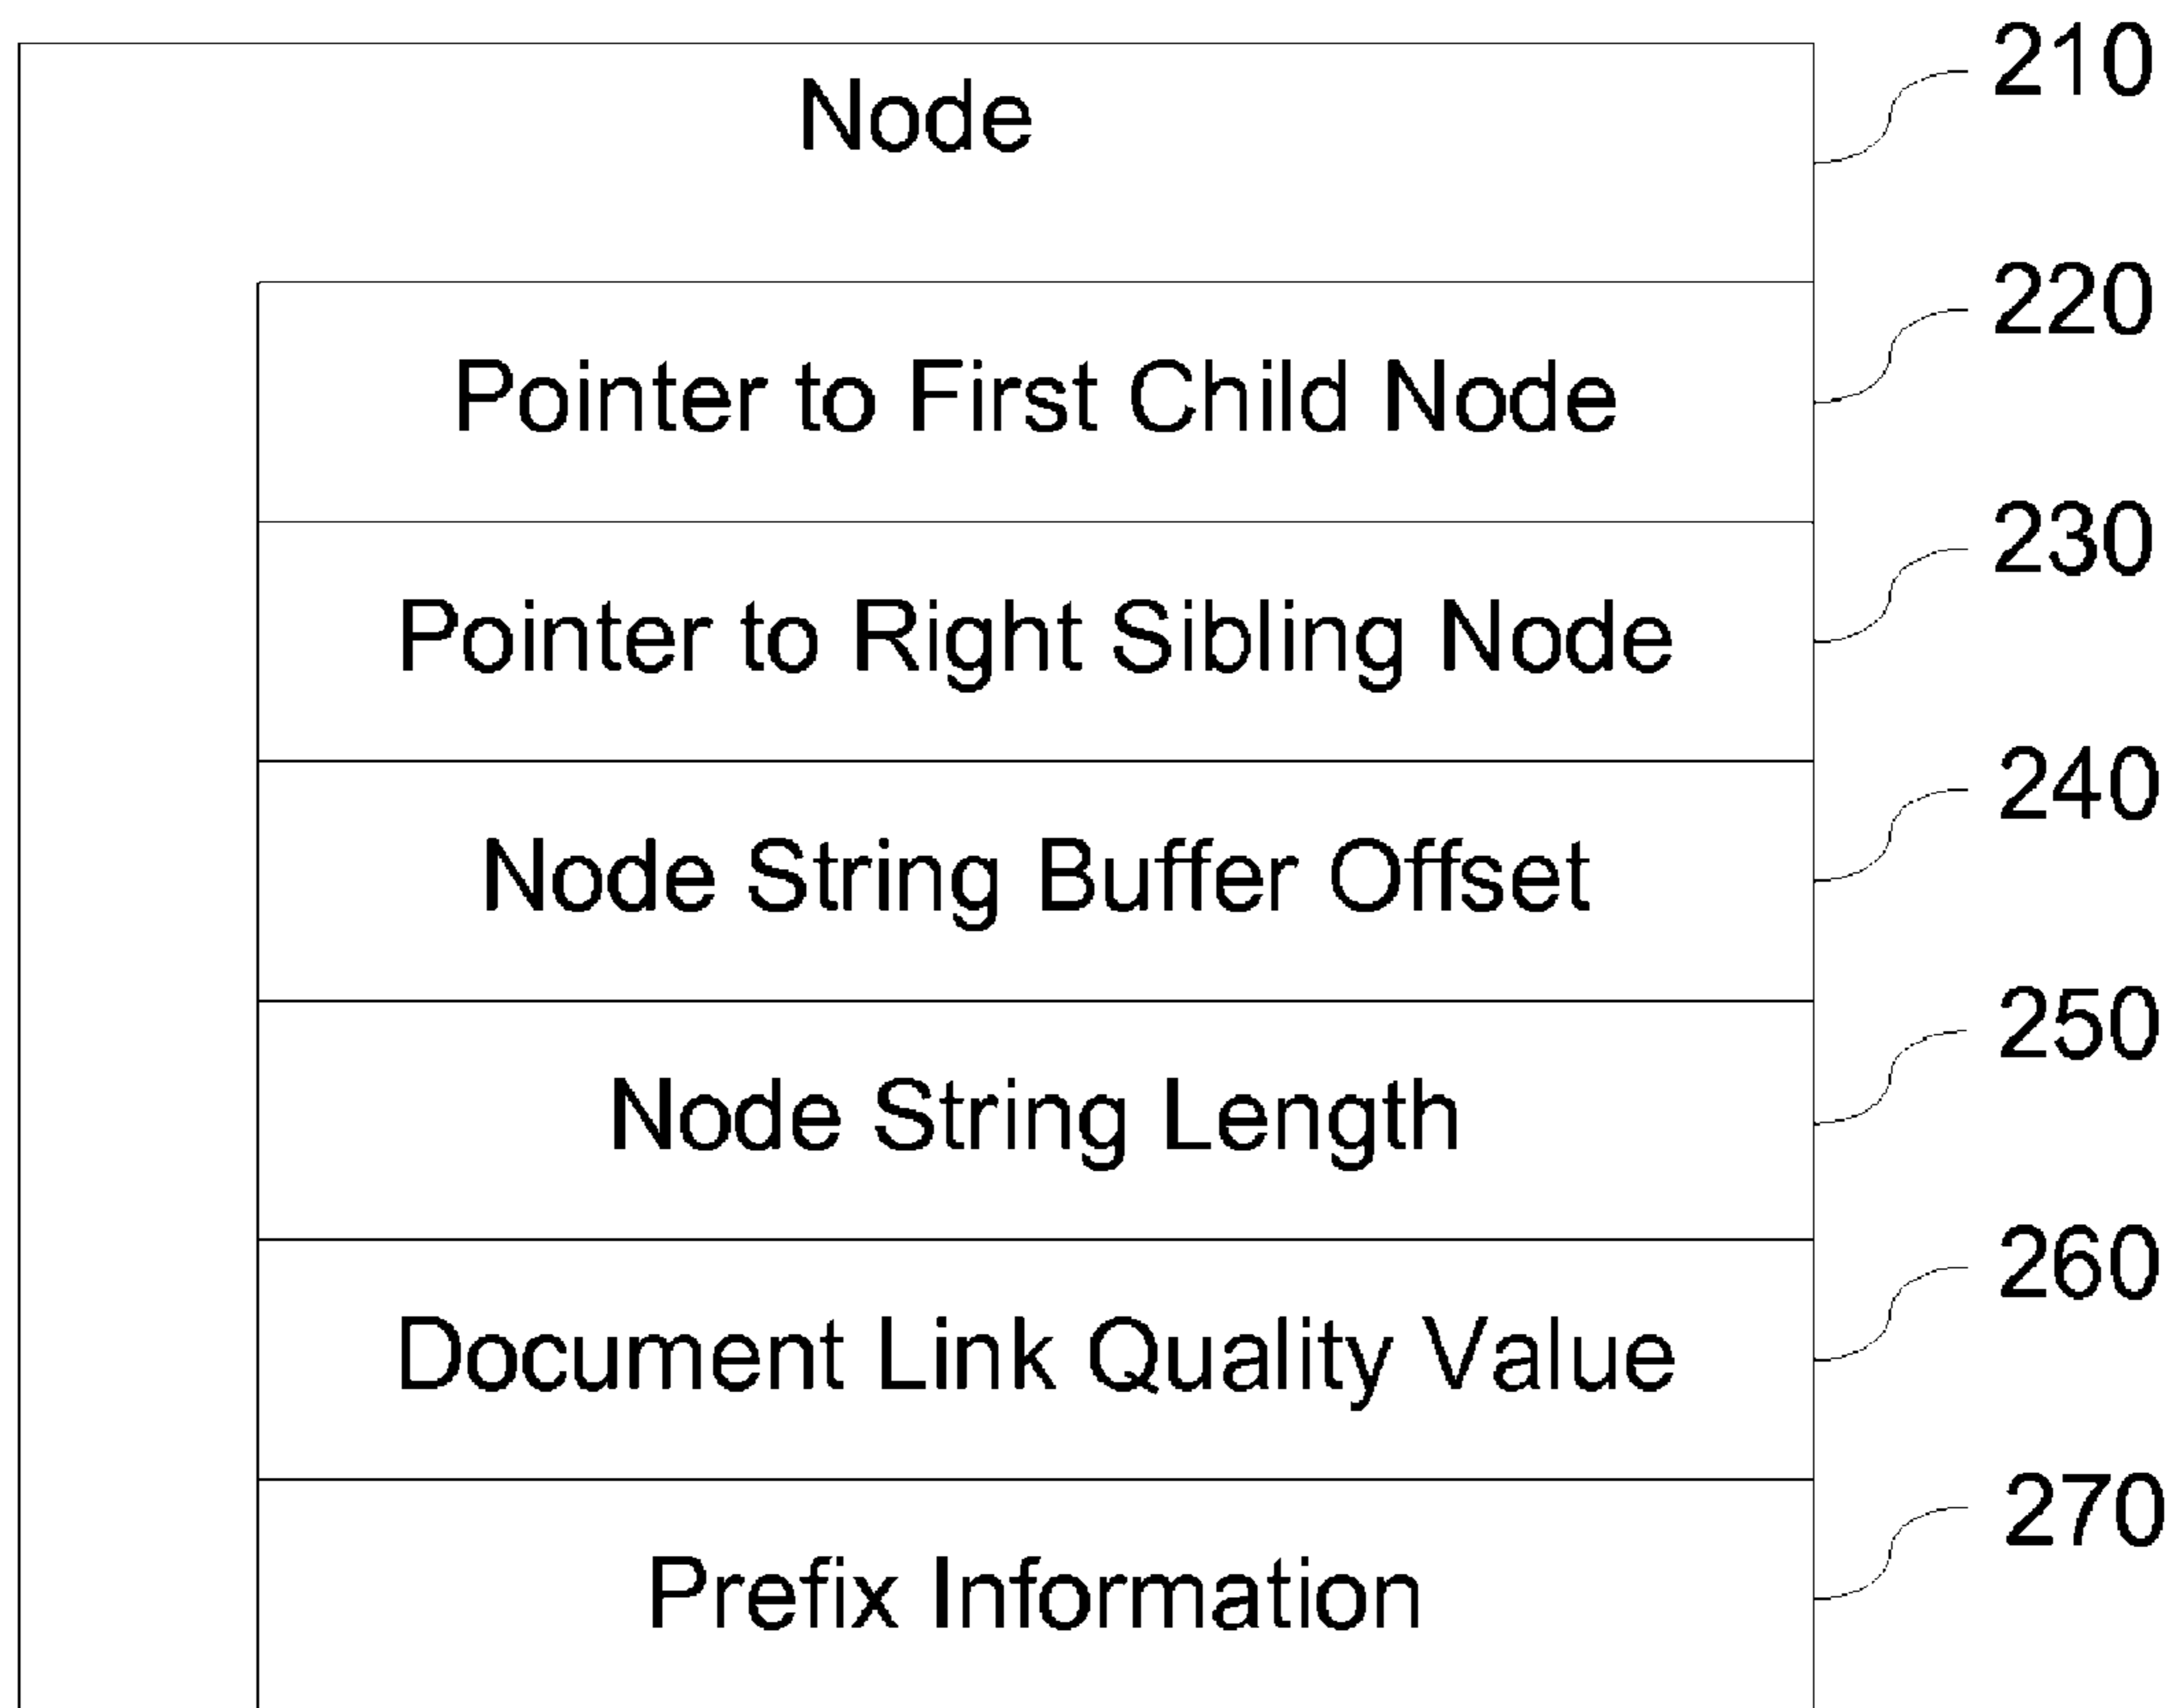 Node 210
Pointer to First Child Node 220
Pointer to Right Sibling Node 230
Node String Buffer Offset 240
Node String Length 250
Document Link Quality Value 260
Prefix Information 270